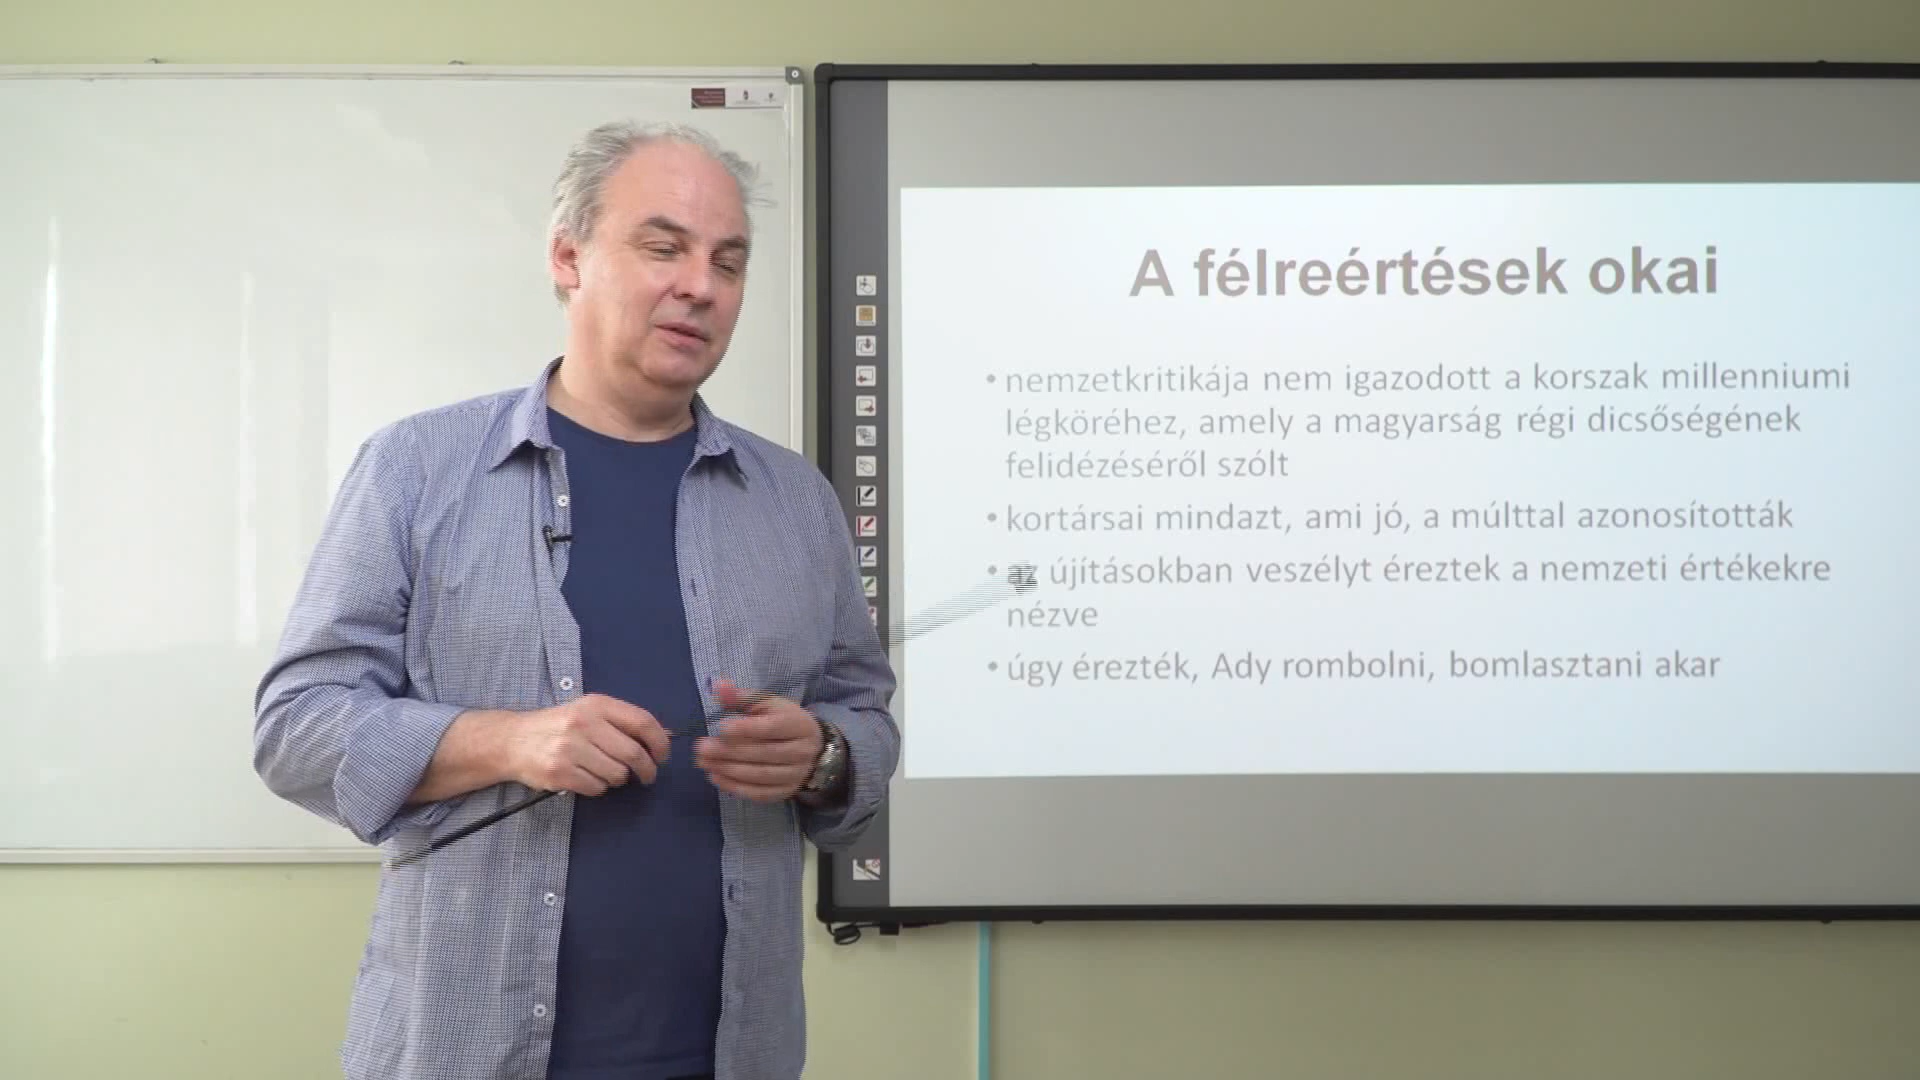 A félreértések okai
• nemzetkritikája nem igazodott a korszak millenniumi
légköréhez, amely a magyarság régi dicsőségének
felidézéséről szólt
• kortársai mindazt, ami jó, a múlttal azonosították
• az újításokban veszélyt éreztek a nemzeti értékekre
nézve
• úgy érezték, Ady rombolni, bomlasztani akar